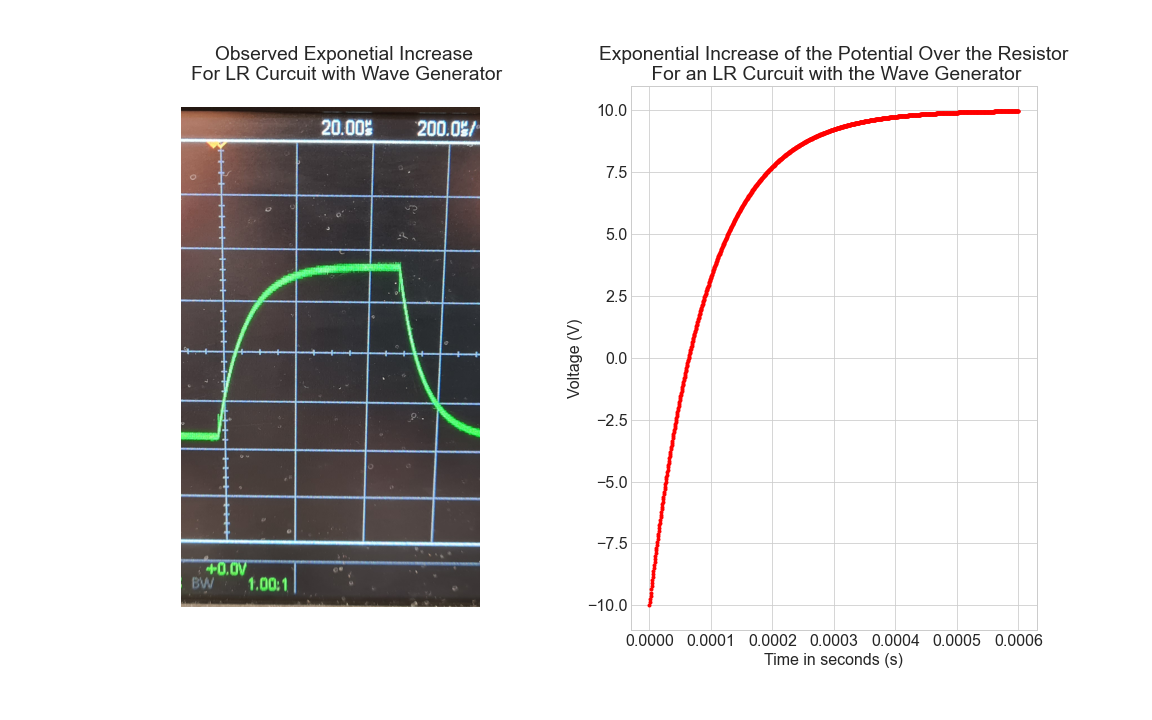 Observed Exponetial Increase
For LR Curcuit with Wave Generator
20.00µs 200.0µs/
+0.0V
BW 1.00:1
Exponential Increase of the Potential Over the Resistor
For an LR Curcuit with the Wave Generator
Voltage (V)
10.0
7.5
5.0
2.5
0.0
−2.5
−5.0
−7.5
−10.0
0.0000 0.0001 0.0002 0.0003 0.0004 0.0005 0.0006
Time in seconds (s)